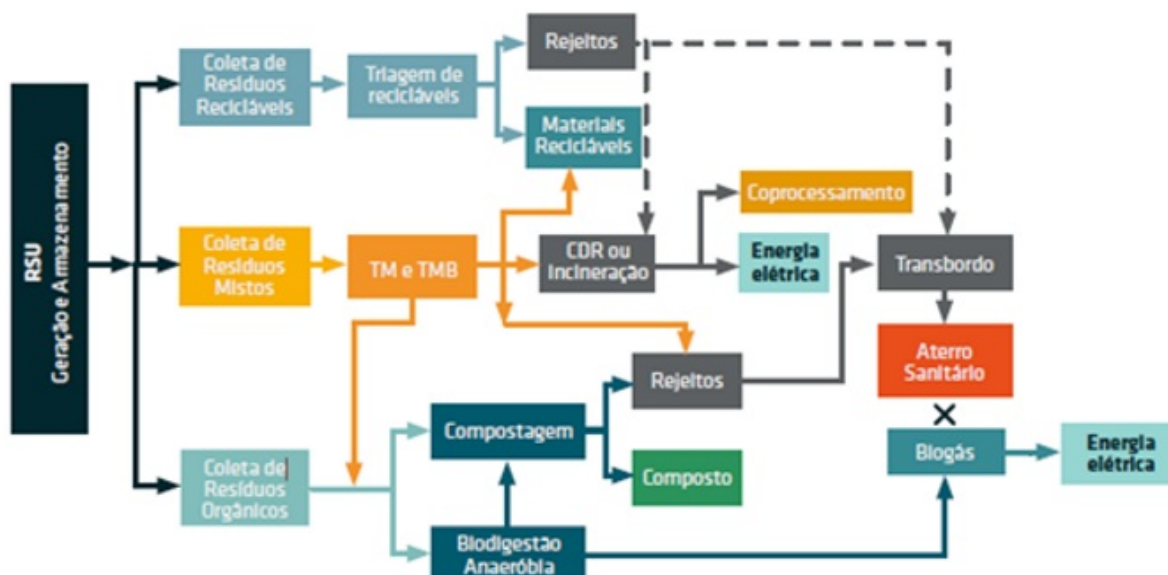 RSU
Geração e Armazenamento
Coleta de
Resíduos
Recicláveis
Triagem de
recicláveis
Rejeitos
Materiais
Recicláveis
Coleta de
Resíduos
Mistos
TM e TMB
CDR ou
Incineração
Coprocessamento
Energia
elétrica
Transbordo
Aterro
Sanitário
Rejeitos
Coleta de
Resíduos
Orgânicos
Compostagem
Composto
Biodigestão
Anaeróbia
Biogás
Energia
elétrica